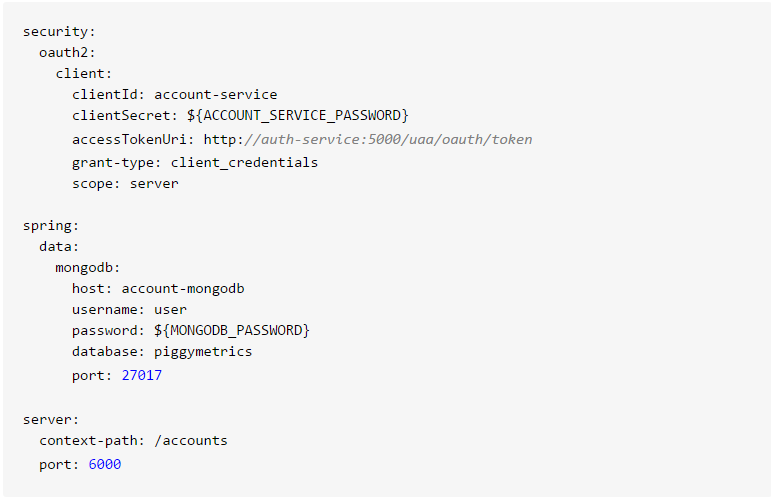 security:
  oauth2:
    client:
      clientId: account-service
      clientSecret: ${ACCOUNT_SERVICE_PASSWORD}
      accessTokenUri: http://auth-service:5000/uaa/oauth/token
      grant-type: client_credentials
      scope: server

spring:
  data:
    mongodb:
      host: account-mongodb
      username: user
      password: ${MONGODB_PASSWORD}
      database: piggymetrics
      port: 27017

server:
  context-path: /accounts
  port: 6000